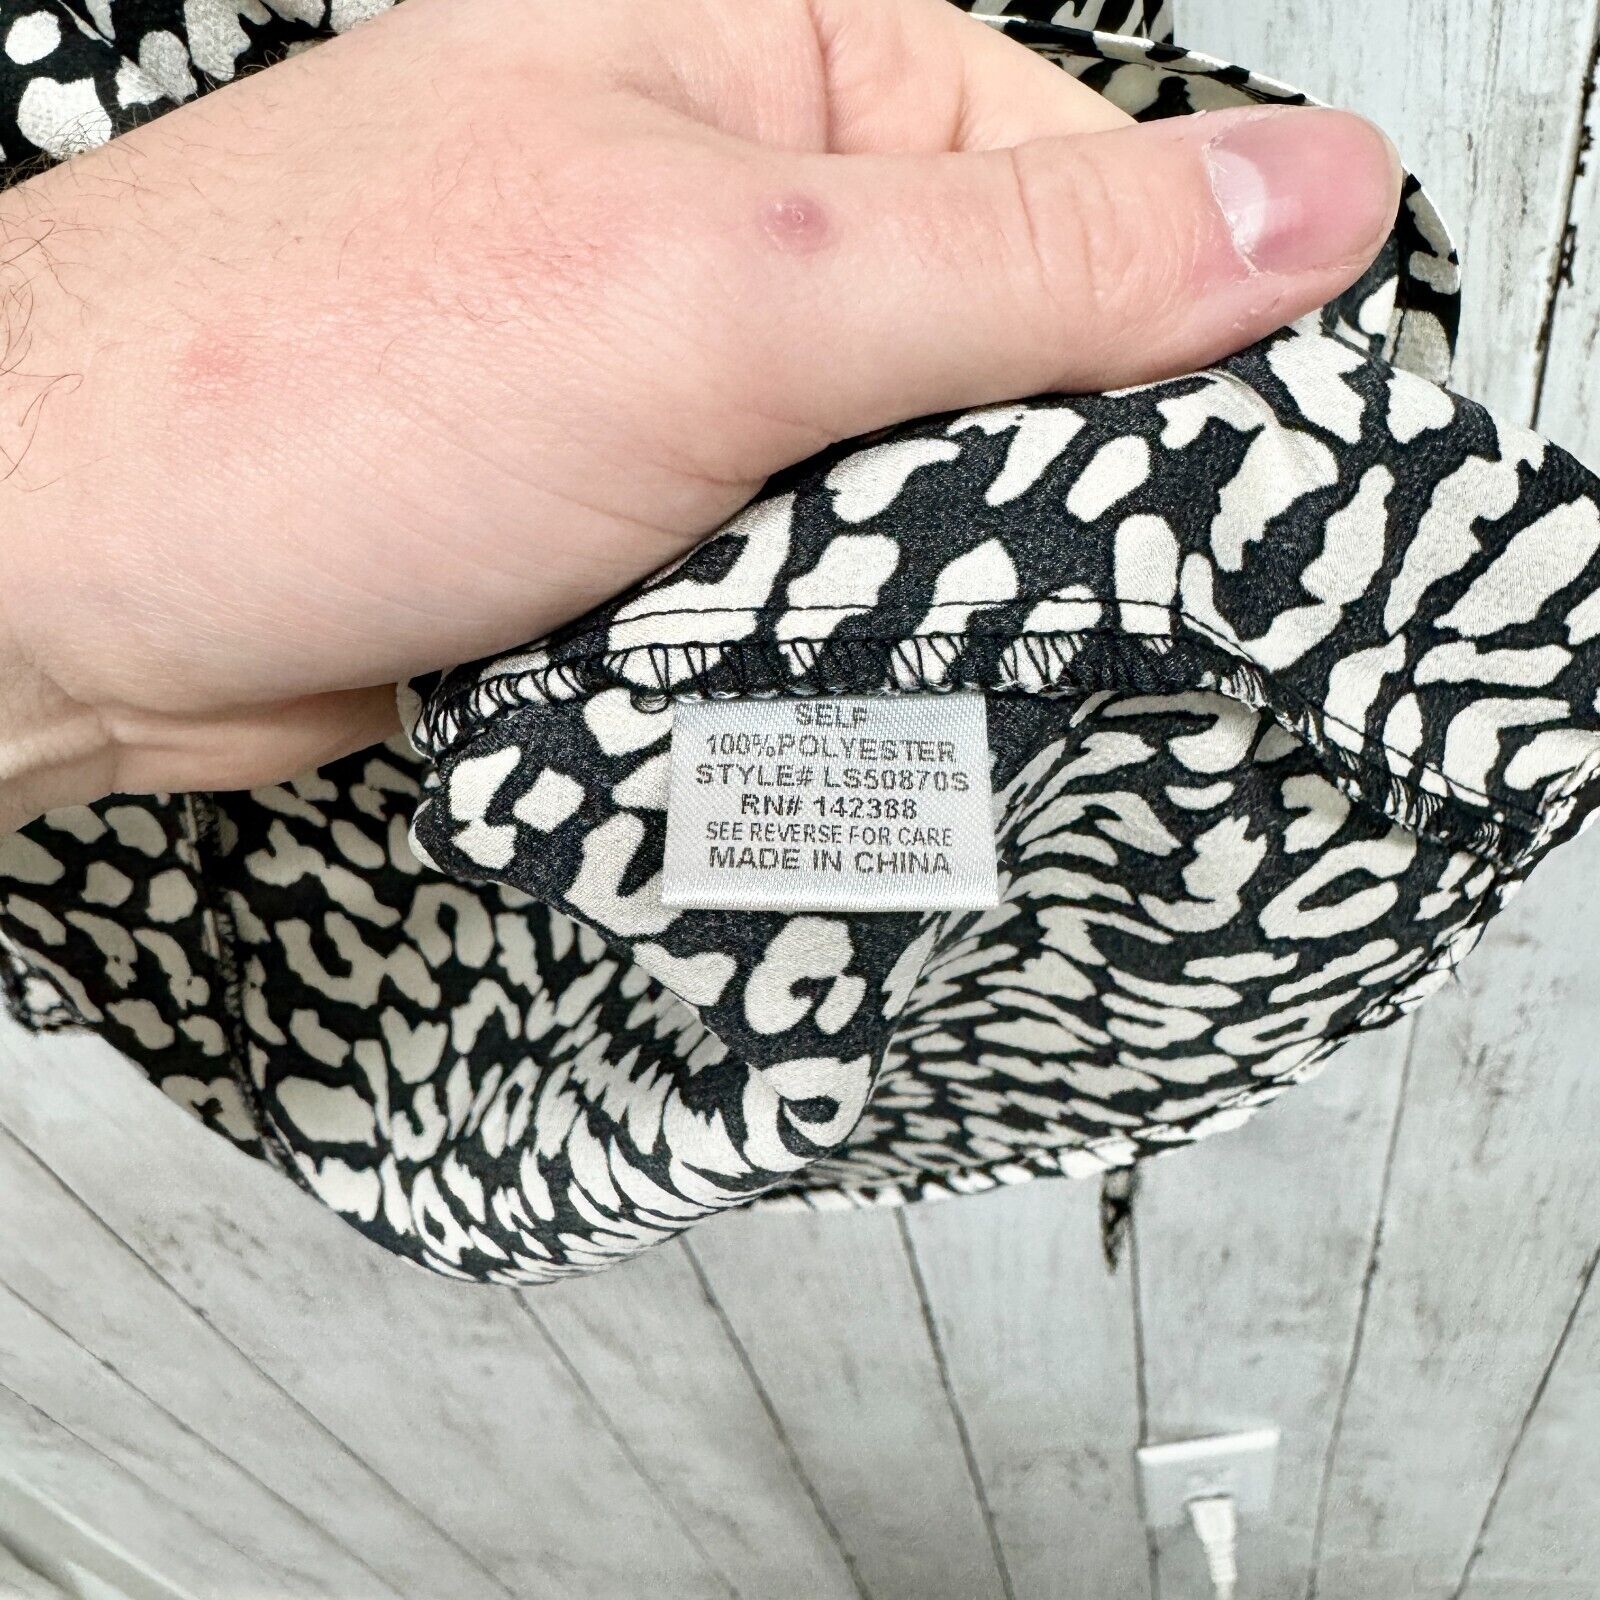 SELF
100%POLYESTER
STYLE# LS50870S
RN# 142388
SEE REVERSE FOR CARE
MADE IN CHINA